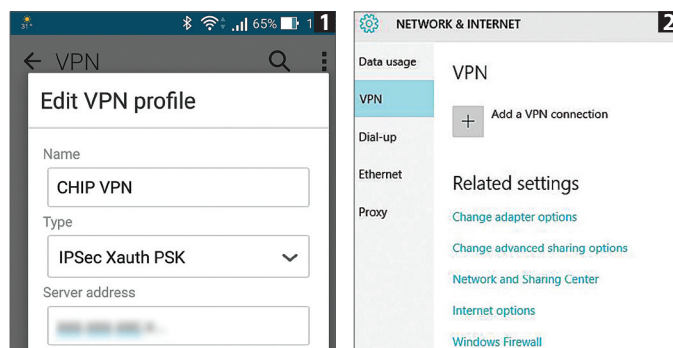 31°
65%
1
1
VPN
Edit VPN profile
Name
CHIP VPN
Type
IPSec Xauth PSK
Server address
NETWORK & INTERNET
2
Data usage
VPN
Dial-up
Ethernet
Proxy
VPN
Add a VPN connection
Related settings
Change adapter options
Change advanced sharing options
Network and Sharing Center
Internet options
Windows Firewall